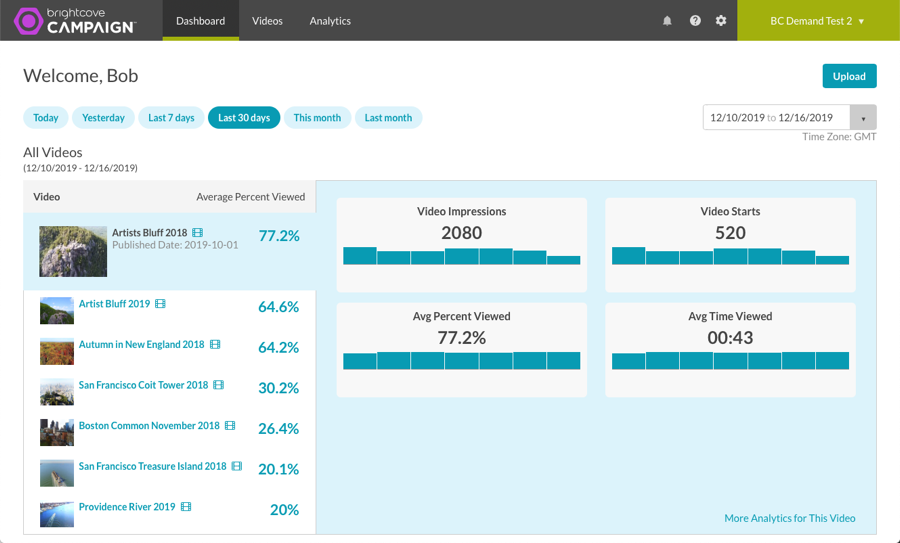 brightcove
CAMPAIGN™
Dashboard
Videos
Analytics
BC Demand Test 2 ▼
Welcome, Bob
Upload
Today
Yesterday
Last 7 days
Last 30 days
This month
Last month
12/10/2019 to 12/16/2019
Time Zone: GMT
All Videos
(12/10/2019 - 12/16/2019)
Video
Average Percent Viewed
Artists Bluff 2018
77.2%
Published Date: 2019-10-01
Artist Bluff 2019
64.6%
Autumn in New England 2018
64.2%
San Francisco Coit Tower 2018
30.2%
Boston Common November 2018
26.4%
San Francisco Treasure Island 2018
20.1%
Providence River 2019
20%
Video Impressions
2080
Video Starts
520
Avg Percent Viewed
77.2%
Avg Time Viewed
00:43
More Analytics for This Video